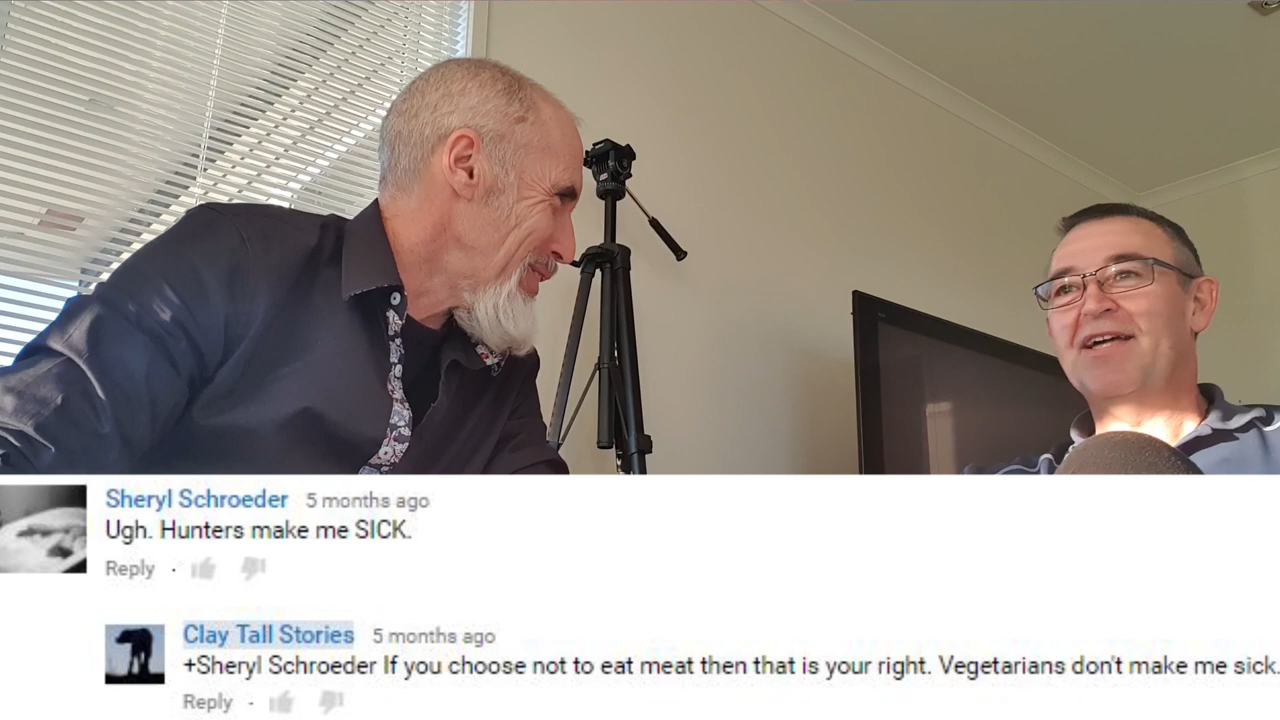 Sheryl Schroeder 5 months ago
Ugh. Hunters make me SICK.
Reply ·
Clay Tall Stories 5 months ago
+Sheryl Schroeder If you choose not to eat meat then that is your right. Vegetarians don't make me sick.
Reply ·